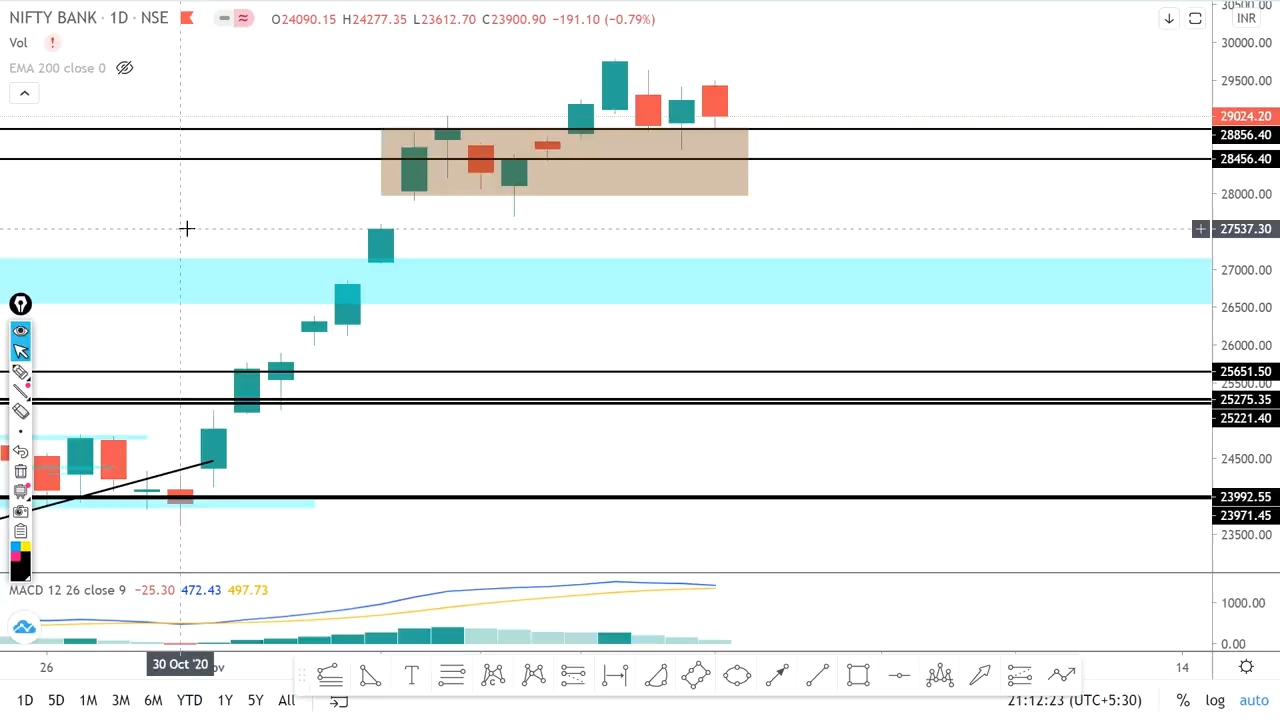 NIFTY BANK · 1D · NSE O24090.15 H24277.35 L23612.70 C23900.90 −191.10 (−0.79%)
INR
Vol !
EMA 200 close 0
30500.00
30000.00
29500.00
29024.20
28856.40
28456.40
28000.00
27537.30
27000.00
26500.00
26000.00
25651.50
25500.00
25275.35
25221.40
24500.00
23992.55
23971.45
23500.00
MACD 12 26 close 9 −25.30 472.43 497.73
1000.00
0.00
26 30 Oct '20 ov 14
T
C
1D 5D 1M 3M 6M YTD 1Y 5Y All 21:12:23 (UTC+5:30) % log auto